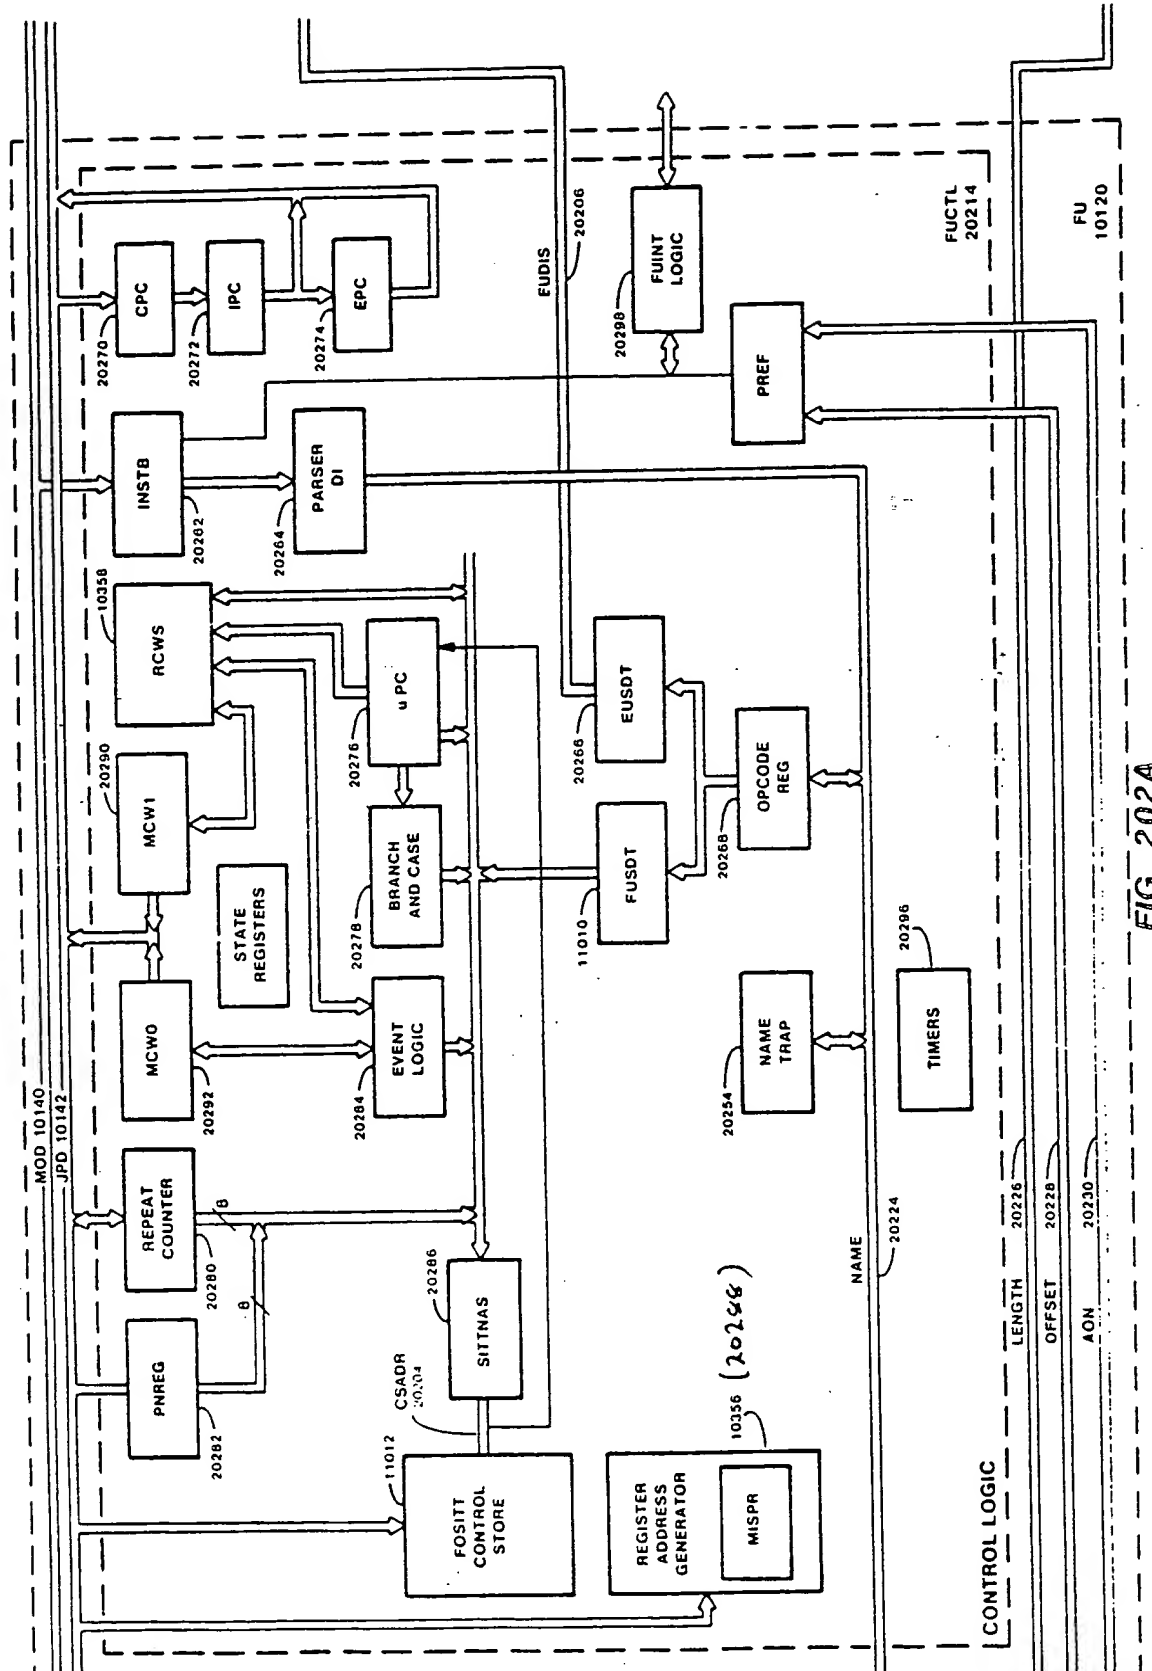 MOD 10140
JPD 10142
PNREG
20282
8
REPEAT
COUNTER
20280
8
MCW0
20292
MCW1
20290
STATE
REGISTERS
RCWS
10358
INSTB
20262
CPC
20270
IPC
20272
EPC
20274
PARSER
DI
20264
FOSITT
CONTROL
STORE
11012
CSADR
20204
SITTNAS
20286
EVENT
LOGIC
20284
BRANCH
AND CASE
20278
uPC
20276
EUDIS
20206
FUINT
LOGIC
20298
REGISTER
ADDRESS
GENERATOR
MISPR
10356
(20288)
FUSDT
11010
EUSDT
20266
OPCODE
REG
20268
NAME
TRAP
20254
PREF
NAME
20224
TIMERS
20296
CONTROL LOGIC
FUCTL
20214
LENGTH
20226
OFFSET
20228
AON
20230
FU
10120
FIG. 202A